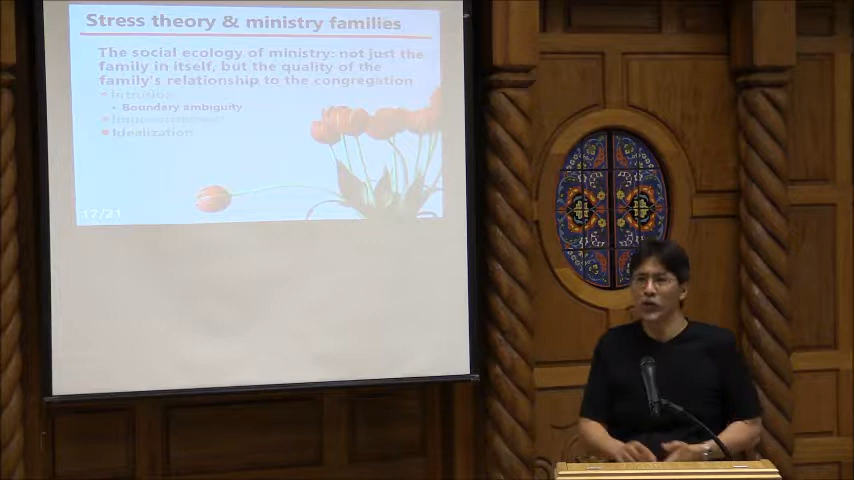 Stress theory & ministry families
The social ecology of ministry: not just the
family in itself, but the quality of the
family's relationship to the congregation
Intrusion
Boundary ambiguity
Idealization
17/21